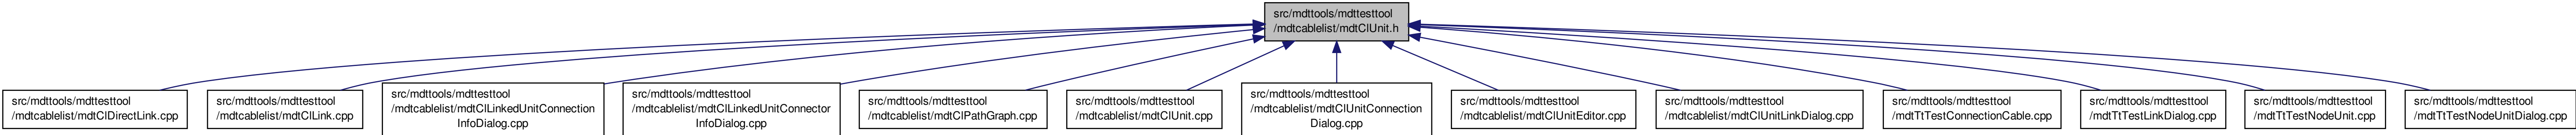 src/mdttools/mdttesttool
/mdtcablelist/mdtClUnit.h
src/mdttools/mdttesttool
/mdtcablelist/mdtClDirectLink.cpp
src/mdttools/mdttesttool
/mdtcablelist/mdtClLink.cpp
src/mdttools/mdttesttool
/mdtcablelist/mdtClLinkedUnitConnection
InfoDialog.cpp
src/mdttools/mdttesttool
/mdtcablelist/mdtClLinkedUnitConnector
InfoDialog.cpp
src/mdttools/mdttesttool
/mdtcablelist/mdtClPathGraph.cpp
src/mdttools/mdttesttool
/mdtcablelist/mdtClUnit.cpp
src/mdttools/mdttesttool
/mdtcablelist/mdtClUnitConnection
Dialog.cpp
src/mdttools/mdttesttool
/mdtcablelist/mdtClUnitEditor.cpp
src/mdttools/mdttesttool
/mdtcablelist/mdtClUnitLinkDialog.cpp
src/mdttools/mdttesttool
/mdtTtTestConnectionCable.cpp
src/mdttools/mdttesttool
/mdtTtTestLinkDialog.cpp
src/mdttools/mdttesttool
/mdtTtTestNodeUnit.cpp
src/mdttools/mdttesttool
/mdtTtTestNodeUnitDialog.cpp